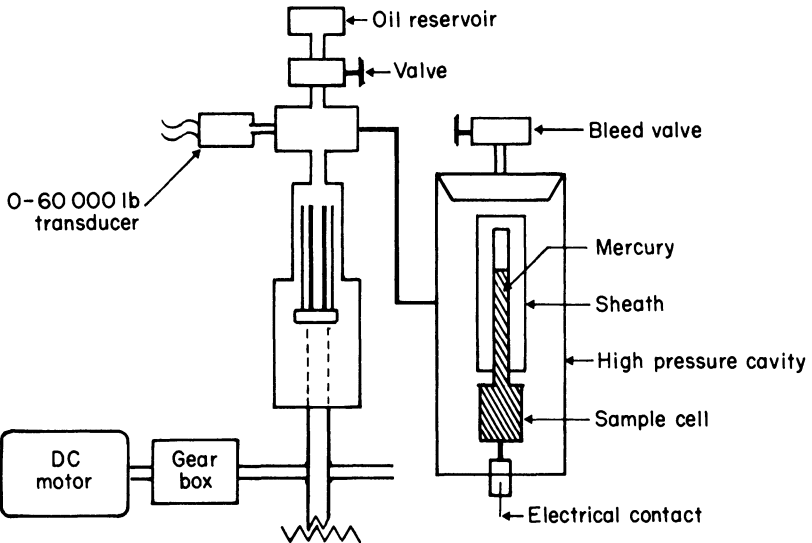 Oil reservoir
Valve
Bleed valve
0-60 000 lb
transducer
Mercury
Sheath
High pressure cavity
Sample cell
DC
motor
Gear
box
Electrical contact